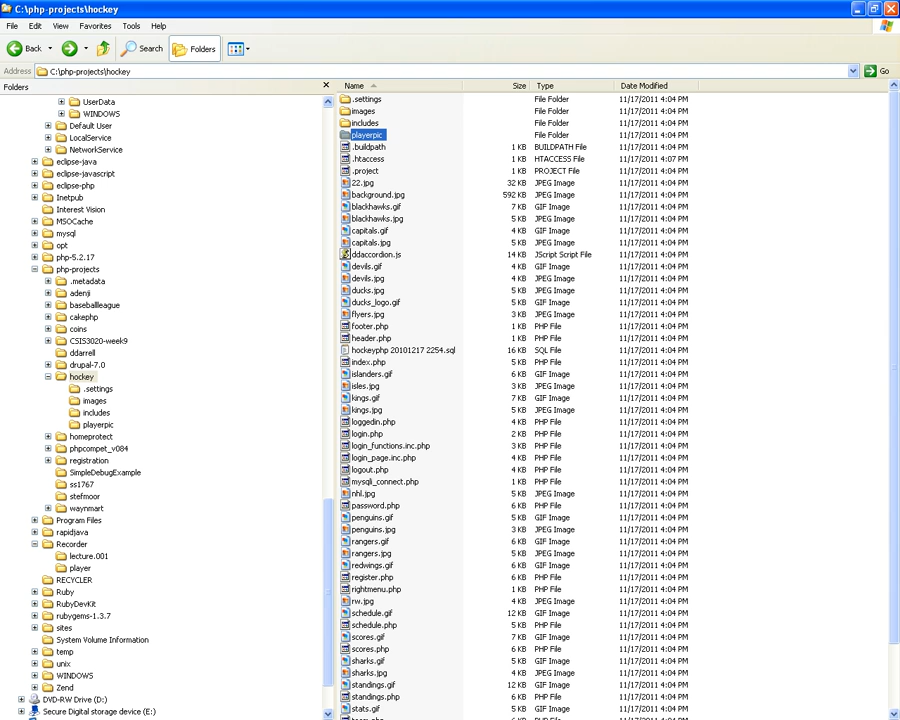 C:\php-projects\hockey
File Edit View Favorites Tools Help
Back Search Folders
Address C:\php-projects\hockey Go
Folders
UserData
WINDOWS
Default User
LocalService
NetworkService
eclipse-java
eclipse-javascript
eclipse-php
Inetpub
Interest Vision
MSOCache
mysql
opt
php-5.2.17
php-projects
.metadata
adenji
baseballleague
cakephp
coins
CSIS3020-week9
ddarrell
drupal-7.0
hockey
.settings
images
includes
playerpic
homeprotect
phpcompet_v084
registration
SimpleDebugExample
ss1767
stefmoor
waynmart
Program Files
rapidjava
Recorder
lecture.001
player
RECYCLER
Ruby
RubyDevKit
rubygems-1.3.7
sites
System Volume Information
temp
unix
WINDOWS
Zend
DVD-RW Drive (D:)
Secure Digital storage device (E:)
Name Size Type Date Modified
.settings File Folder 11/17/2011 4:04 PM
images File Folder 11/17/2011 4:04 PM
includes File Folder 11/17/2011 4:04 PM
playerpic File Folder 11/17/2011 4:04 PM
.buildpath 1 KB BUILDPATH File 11/17/2011 4:04 PM
.htaccess 1 KB HTACCESS File 11/17/2011 4:07 PM
.project 1 KB PROJECT File 11/17/2011 4:04 PM
22.jpg 32 KB JPEG Image 11/17/2011 4:04 PM
background.jpg 592 KB JPEG Image 11/17/2011 4:04 PM
blackhawks.gif 7 KB GIF Image 11/17/2011 4:04 PM
blackhawks.jpg 5 KB JPEG Image 11/17/2011 4:04 PM
capitals.gif 4 KB GIF Image 11/17/2011 4:04 PM
capitals.jpg 5 KB JPEG Image 11/17/2011 4:04 PM
ddaccordion.js 14 KB JScript Script File 11/17/2011 4:04 PM
devils.gif 4 KB GIF Image 11/17/2011 4:04 PM
devils.jpg 4 KB JPEG Image 11/17/2011 4:04 PM
ducks.jpg 5 KB JPEG Image 11/17/2011 4:04 PM
ducks_logo.gif 5 KB GIF Image 11/17/2011 4:04 PM
flyers.jpg 3 KB JPEG Image 11/17/2011 4:04 PM
footer.php 1 KB PHP File 11/17/2011 4:04 PM
header.php 1 KB PHP File 11/17/2011 4:04 PM
hockeyphp 20101217 2254.sql 16 KB SQL File 11/17/2011 4:04 PM
index.php 5 KB PHP File 11/17/2011 4:04 PM
islanders.gif 6 KB GIF Image 11/17/2011 4:04 PM
isles.jpg 3 KB JPEG Image 11/17/2011 4:04 PM
kings.gif 7 KB GIF Image 11/17/2011 4:04 PM
kings.jpg 5 KB JPEG Image 11/17/2011 4:04 PM
loggedin.php 4 KB PHP File 11/17/2011 4:04 PM
login.php 2 KB PHP File 11/17/2011 4:04 PM
login_functions.inc.php 3 KB PHP File 11/17/2011 4:04 PM
login_page.inc.php 4 KB PHP File 11/17/2011 4:04 PM
logout.php 4 KB PHP File 11/17/2011 4:04 PM
mysqli_connect.php 1 KB PHP File 11/17/2011 4:04 PM
nhl.jpg 5 KB JPEG Image 11/17/2011 4:04 PM
password.php 6 KB PHP File 11/17/2011 4:04 PM
penguins.gif 5 KB GIF Image 11/17/2011 4:04 PM
penguins.jpg 3 KB JPEG Image 11/17/2011 4:04 PM
rangers.gif 6 KB GIF Image 11/17/2011 4:04 PM
rangers.jpg 5 KB JPEG Image 11/17/2011 4:04 PM
redwings.gif 6 KB GIF Image 11/17/2011 4:04 PM
register.php 6 KB PHP File 11/17/2011 4:04 PM
rightmenu.php 1 KB PHP File 11/17/2011 4:04 PM
rw.jpg 4 KB JPEG Image 11/17/2011 4:04 PM
schedule.gif 12 KB GIF Image 11/17/2011 4:04 PM
schedule.php 5 KB PHP File 11/17/2011 4:04 PM
scores.gif 7 KB GIF Image 11/17/2011 4:04 PM
scores.php 6 KB PHP File 11/17/2011 4:04 PM
sharks.gif 6 KB GIF Image 11/17/2011 4:04 PM
sharks.jpg 4 KB JPEG Image 11/17/2011 4:04 PM
standings.gif 12 KB GIF Image 11/17/2011 4:04 PM
standings.php 6 KB PHP File 11/17/2011 4:04 PM
stats.gif 5 KB GIF Image 11/17/2011 4:04 PM